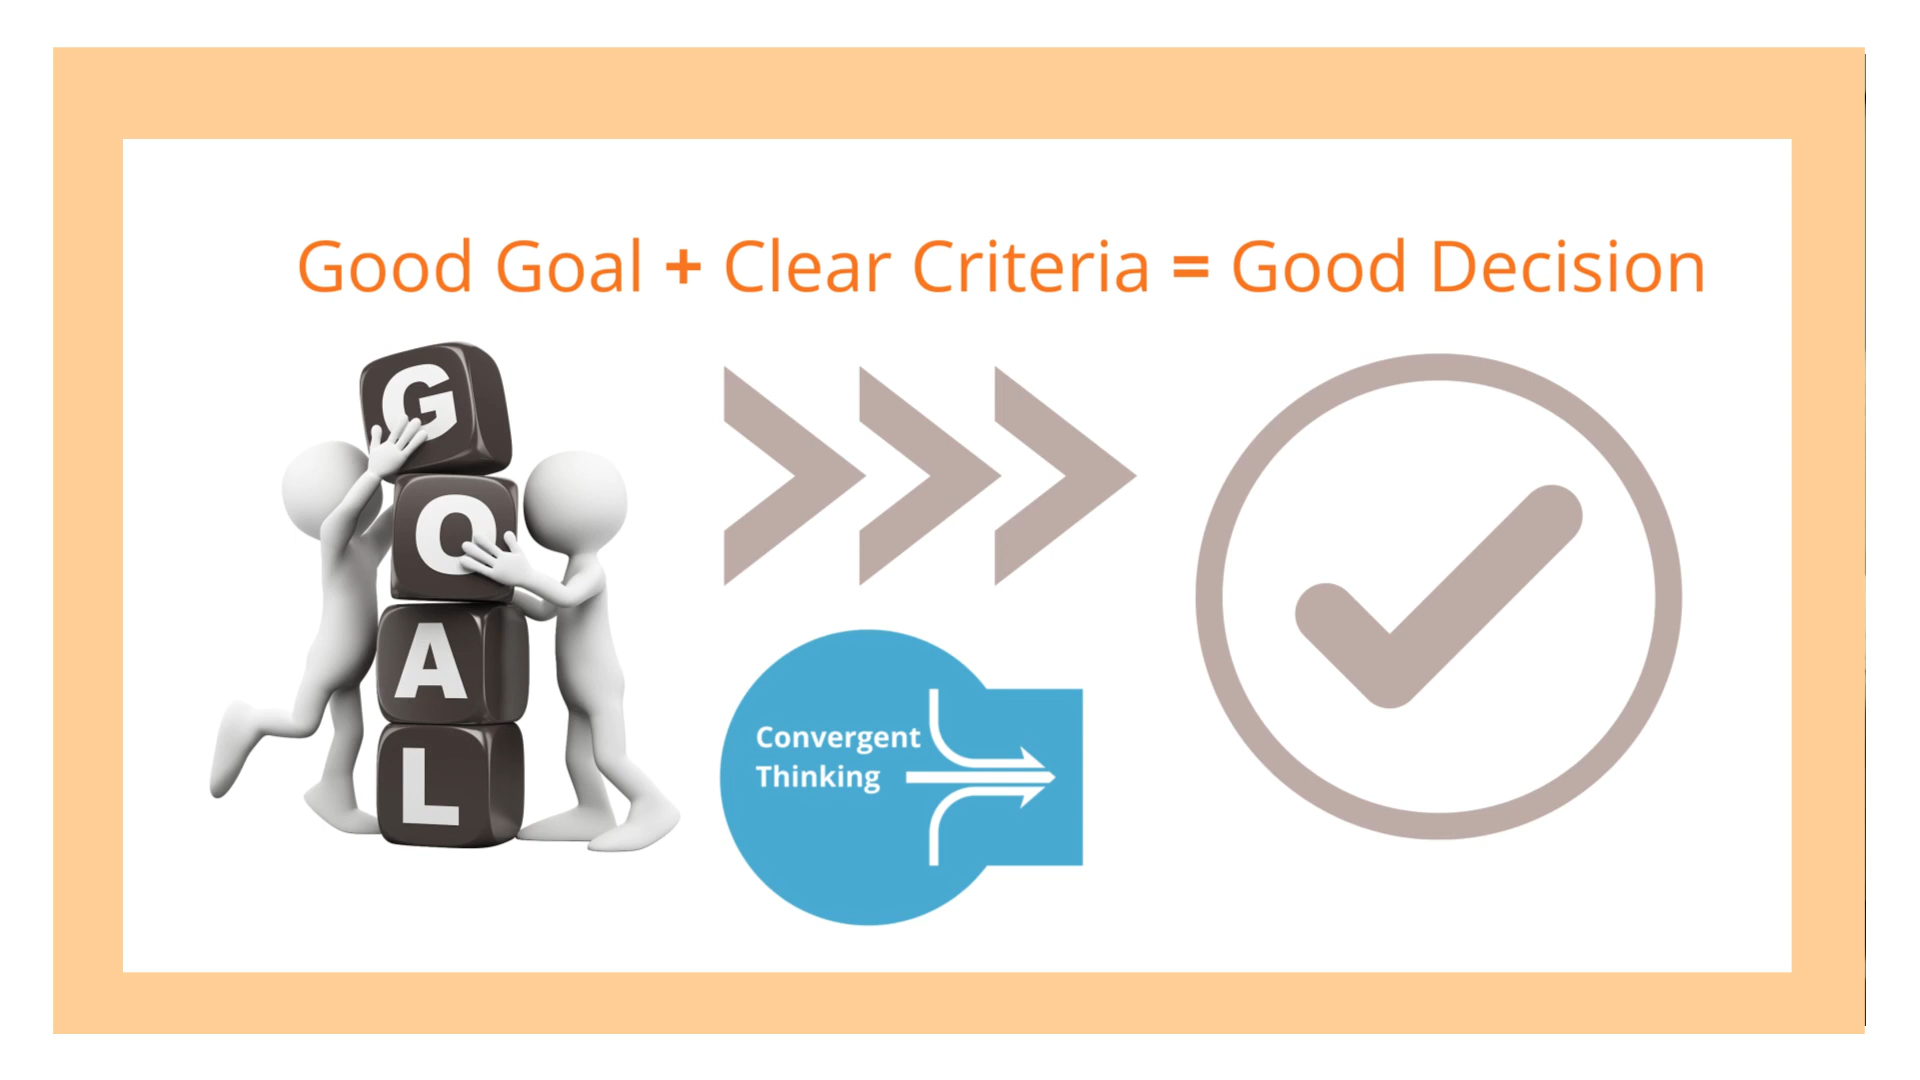 Good Goal + Clear Criteria = Good Decision
G
O
A
L
Convergent
Thinking